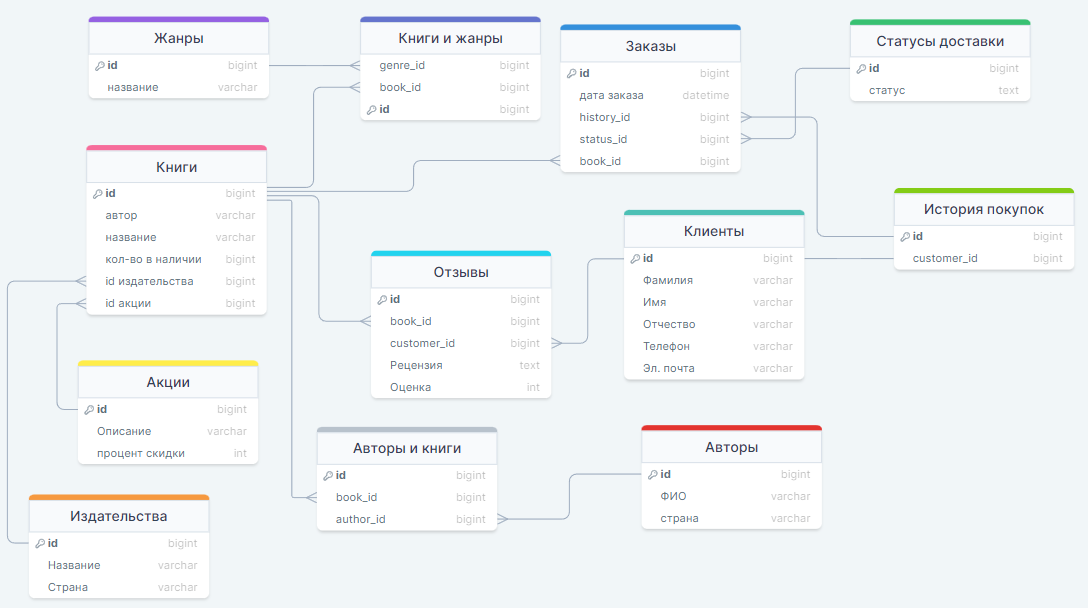 Жанры
id bigint
название varchar
Книги и жанры
genre_id bigint
book_id bigint
id bigint
Заказы
id bigint
дата заказа datetime
history_id bigint
status_id bigint
book_id bigint
Статусы доставки
id bigint
статус text
Книги
id bigint
автор varchar
название varchar
кол-во в наличии bigint
id издательства bigint
id акции bigint
История покупок
id bigint
customer_id bigint
Клиенты
id bigint
Фамилия varchar
Имя varchar
Отчество varchar
Телефон varchar
Эл. почта varchar
Отзывы
id bigint
book_id bigint
customer_id bigint
Рецензия text
Оценка int
Акции
id bigint
Описание varchar
процент скидки int
Авторы и книги
id bigint
book_id bigint
author_id bigint
Авторы
id bigint
ФИО varchar
страна varchar
Издательства
id bigint
Название varchar
Страна varchar